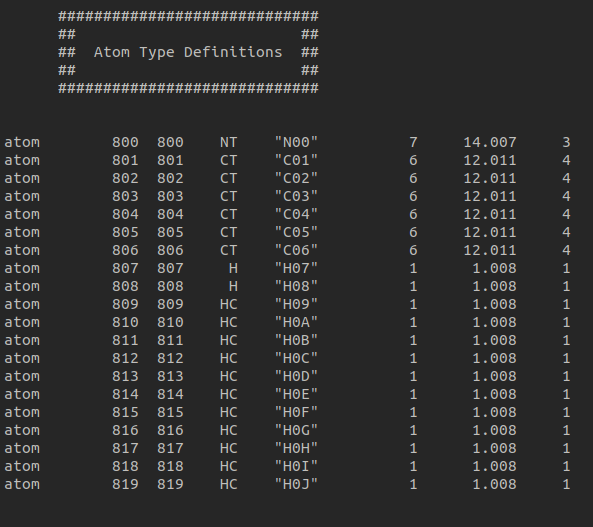 #############################
##                         ##
##  Atom Type Definitions  ##
##                         ##
#############################
atom        800  800    NT    "N00"          7     14.007     3
atom        801  801    CT    "C01"          6     12.011     4
atom        802  802    CT    "C02"          6     12.011     4
atom        803  803    CT    "C03"          6     12.011     4
atom        804  804    CT    "C04"          6     12.011     4
atom        805  805    CT    "C05"          6     12.011     4
atom        806  806    CT    "C06"          6     12.011     4
atom        807  807     H    "H07"          1      1.008     1
atom        808  808     H    "H08"          1      1.008     1
atom        809  809    HC    "H09"          1      1.008     1
atom        810  810    HC    "H0A"          1      1.008     1
atom        811  811    HC    "H0B"          1      1.008     1
atom        812  812    HC    "H0C"          1      1.008     1
atom        813  813    HC    "H0D"          1      1.008     1
atom        814  814    HC    "H0E"          1      1.008     1
atom        815  815    HC    "H0F"          1      1.008     1
atom        816  816    HC    "H0G"          1      1.008     1
atom        817  817    HC    "H0H"          1      1.008     1
atom        818  818    HC    "H0I"          1      1.008     1
atom        819  819    HC    "H0J"          1      1.008     1